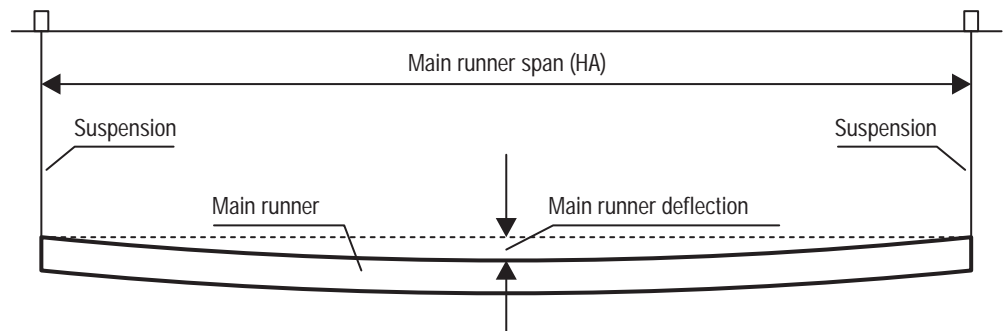 Main runner span (HA)
Suspension
Suspension
Main runner
Main runner deflection